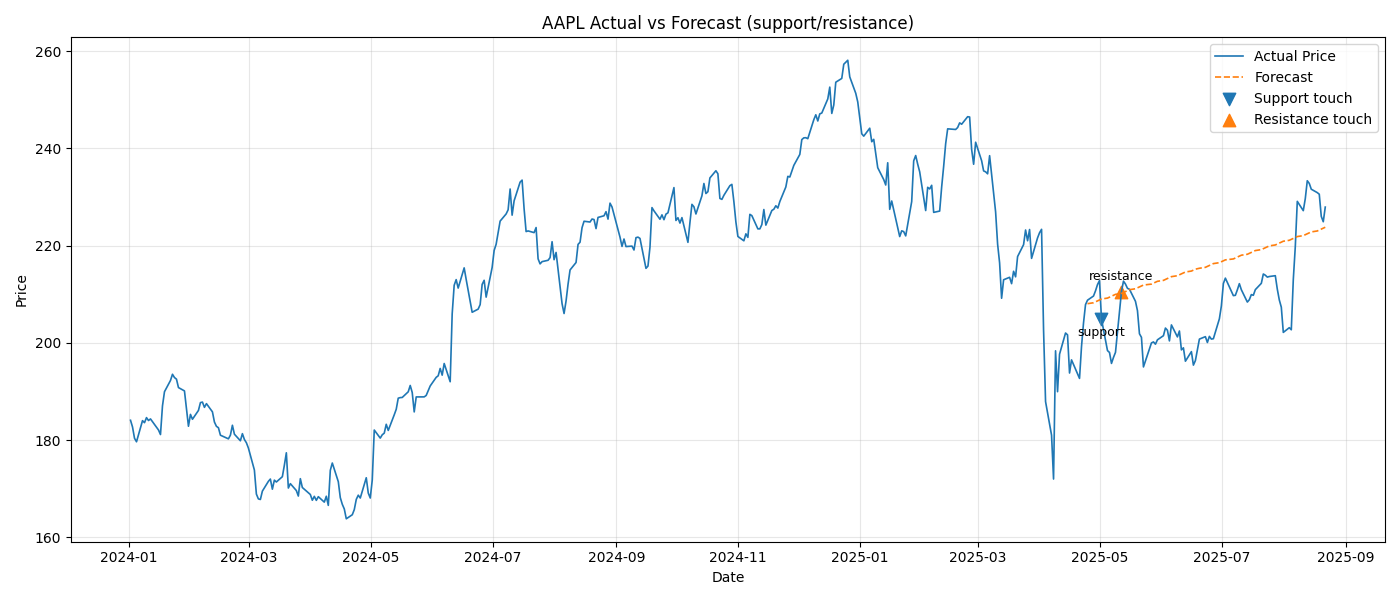 AAPL Actual vs Forecast (support/resistance)
Actual Price
Forecast
Support touch
Resistance touch
260
240
220
200
180
160
Price
resistance
support
2024-01
2024-03
2024-05
2024-07
2024-09
2024-11
2025-01
2025-03
2025-05
2025-07
2025-09
Date